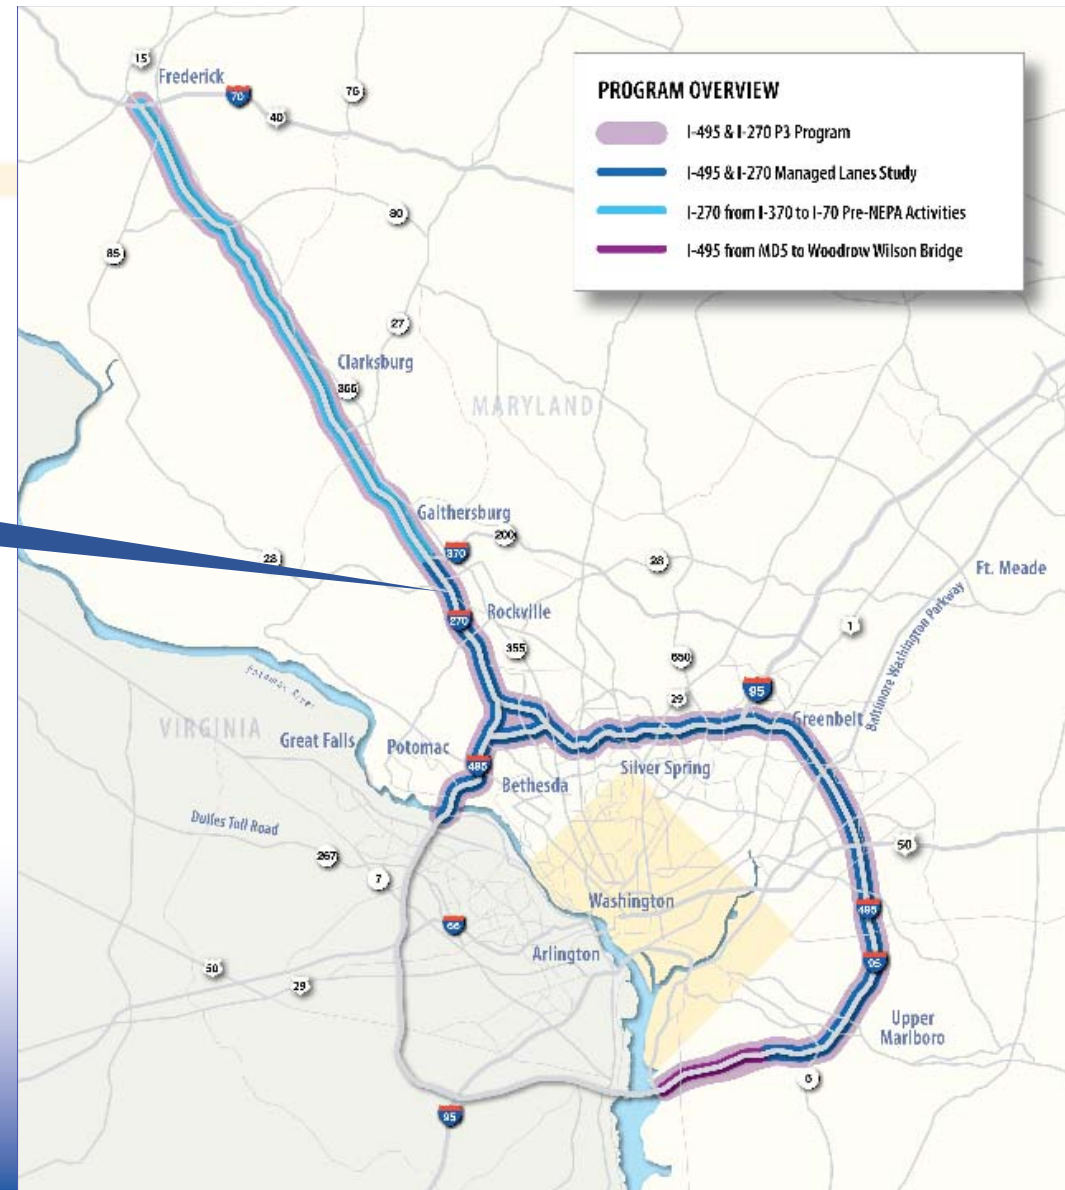 PROGRAM OVERVIEW
I-495 & I-270 P3 Program
I-495 & I-270 Managed Lanes Study
I-270 from I-370 to I-70 Pre-NEPA Activities
I-495 from MD5 to Woodrow Wilson Bridge
15
Frederick
70
40
76
80
85
27
Clarksburg
355
MARYLAND
Gaithersburg
200
370
28
28
Ft. Meade
270
Rockville
355
650
1
Baltimore Washington Parkway
29
95
Greenbelt
Potomac River
VIRGINIA
Great Falls
Potomac
495
Silver Spring
Bethesda
Dulles Toll Road
267
7
50
Washington
495
66
Arlington
95
50
29
Upper
Marlboro
5
95